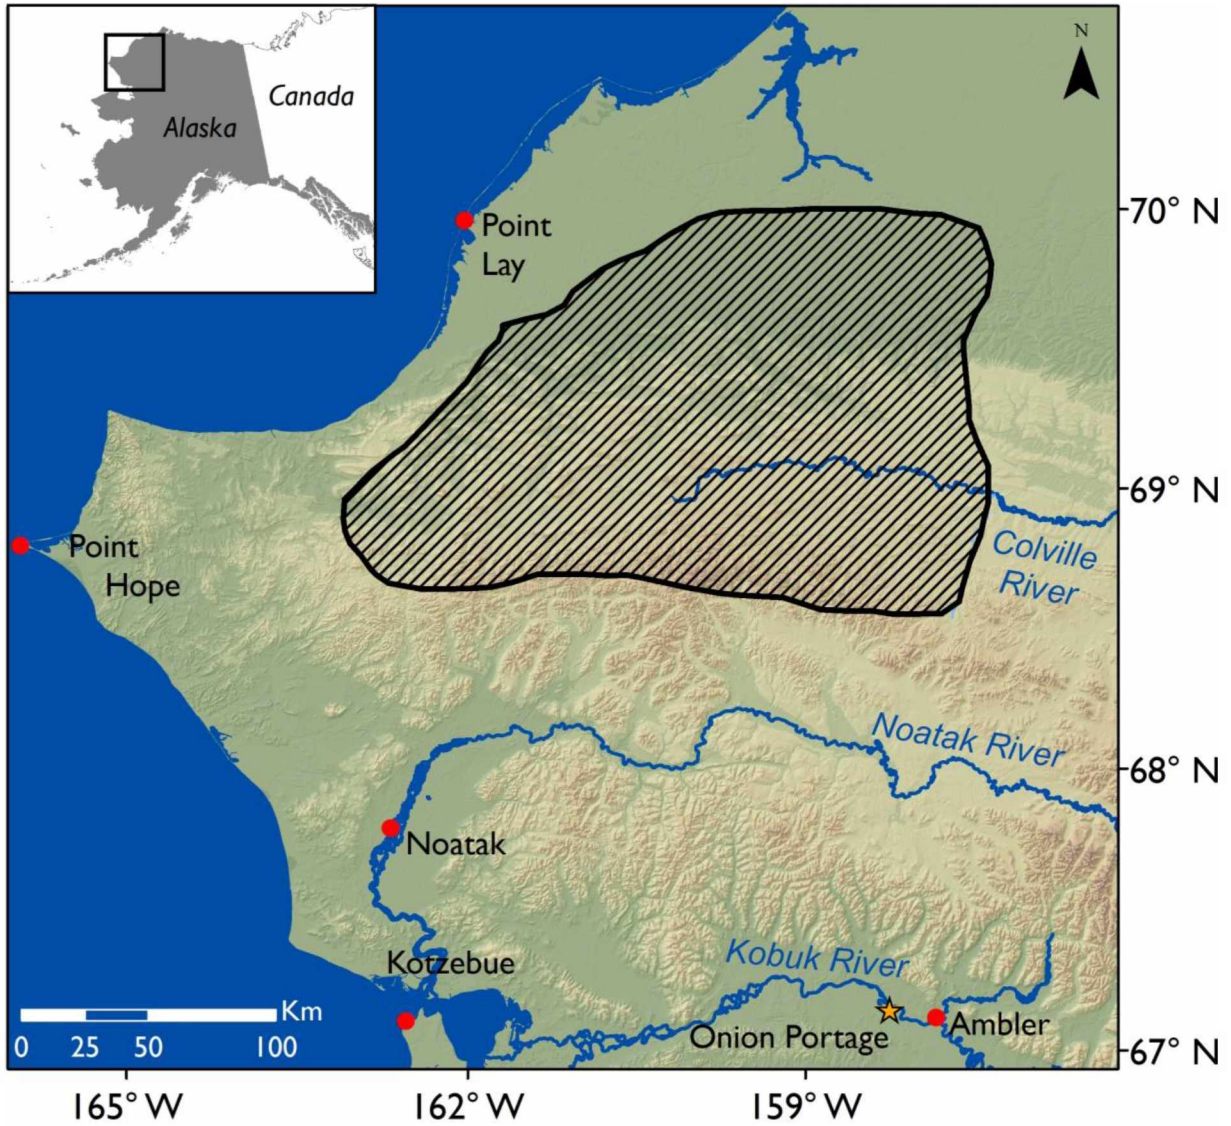 Canada
Alaska
N
70° N
Point
Lay
69° N
Colville
River
Point
Hope
Noatak River
68° N
Noatak
Kobuk River
Kotzebue
Km
0 25 50 100
Onion Portage
Ambler
67° N
165° W 162° W 159° W